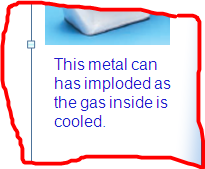 This metal can
has imploded as
the gas inside is
cooled.